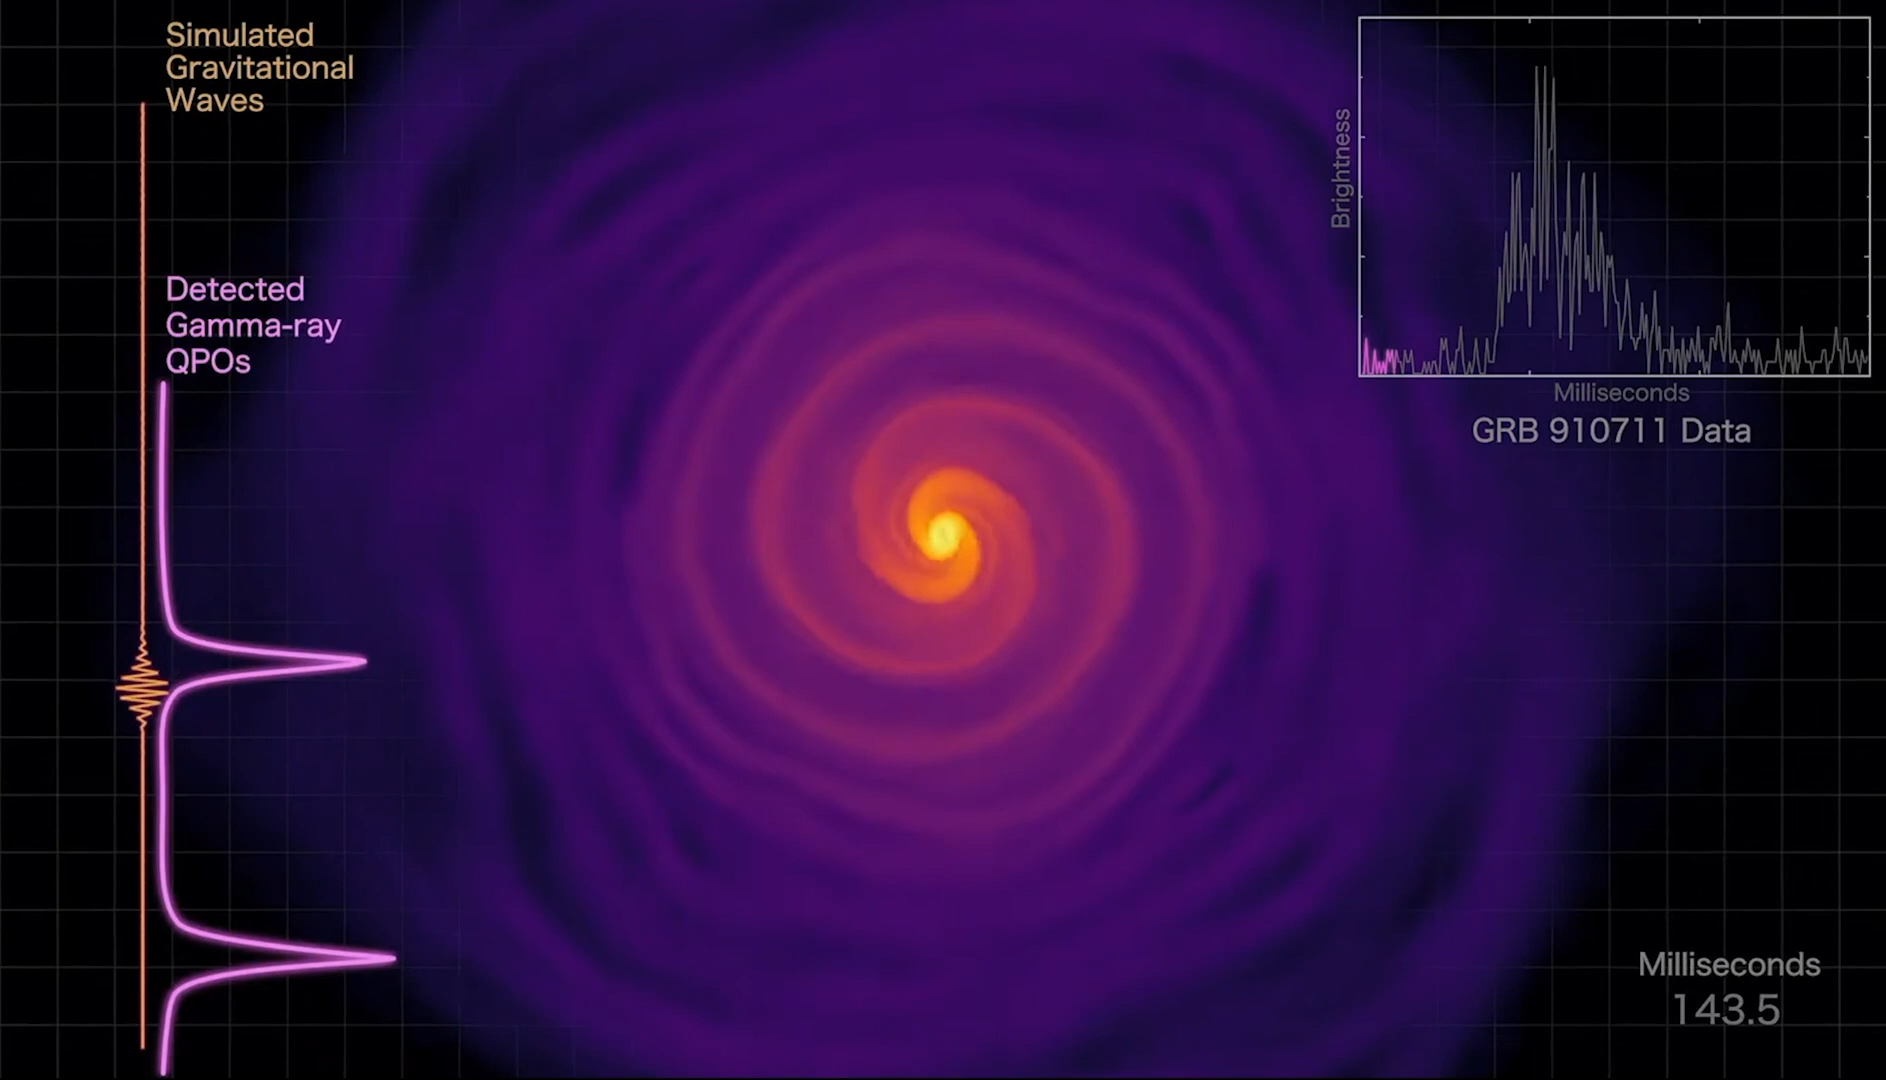 Simulated
Gravitational
Waves
Detected
Gamma-ray
QPOs
Brightness
Milliseconds
GRB 910711 Data
Milliseconds
143.5